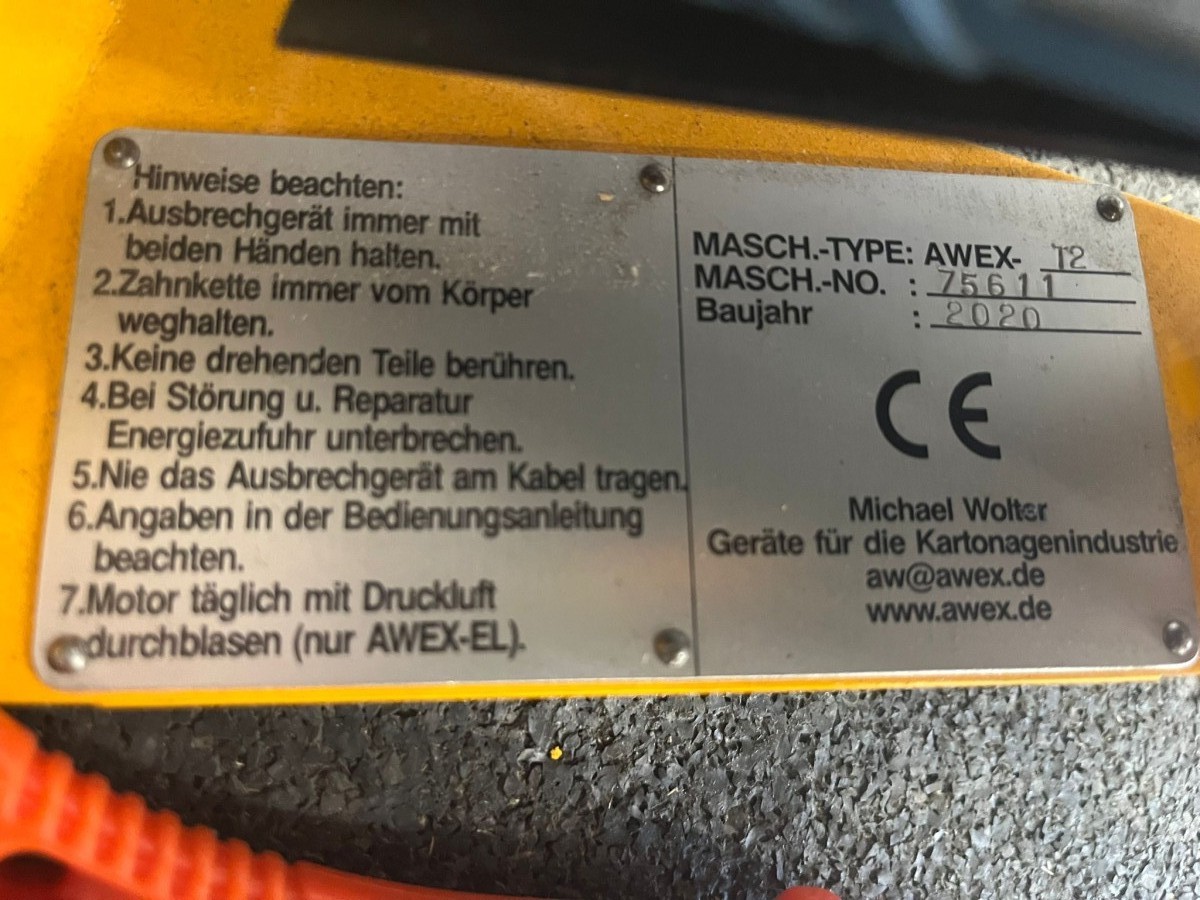 Hinweise beachten:
1.Ausbrechgerät immer mit
beiden Händen halten.
2.Zahnkette immer vom Körper
weghalten.
3.Keine drehenden Teile berühren.
4.Bei Störung u. Reparatur
Energiezufuhr unterbrechen.
5.Nie das Ausbrechgerät am Kabel tragen.
6.Angaben in der Bedienungsanleitung
beachten.
7.Motor täglich mit Druckluft
durchblasen (nur AWEX-EL).
MASCH.-TYPE: AWEX- T2
MASCH.-NO. : 75611
Baujahr : 2020
CE
Michael Wolter
Geräte für die Kartonagenindustrie
aw@awex.de
www.awex.de